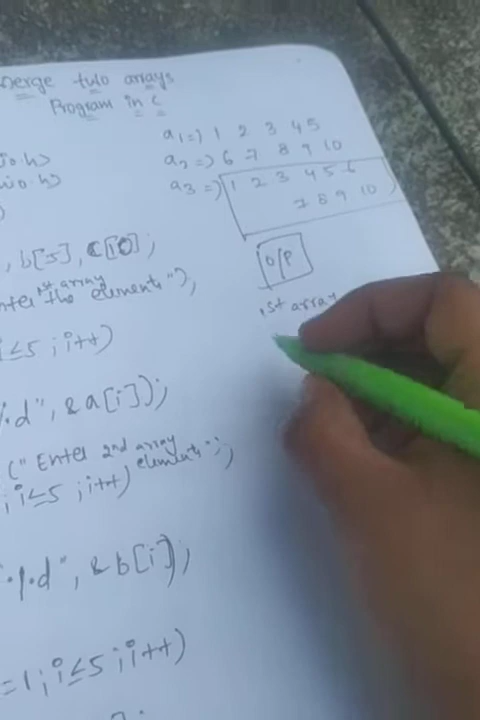 merge two arrays
Program in C
a1=) 1 2 3 4 5
a2=) 6 7 8 9 10
a3=) 1 2 3 4 5 6
7 8 9 10
io.h>
io.h>
)
, b[5], c[10];
nter 1st array the elements");
i≤5 ; i++)
%d", &a[i]);
(" Enter 2nd array elements");
; i≤5 ; i++)
%d", &b[i]);
=1; i≤5 ; i++)
O/P
1st array